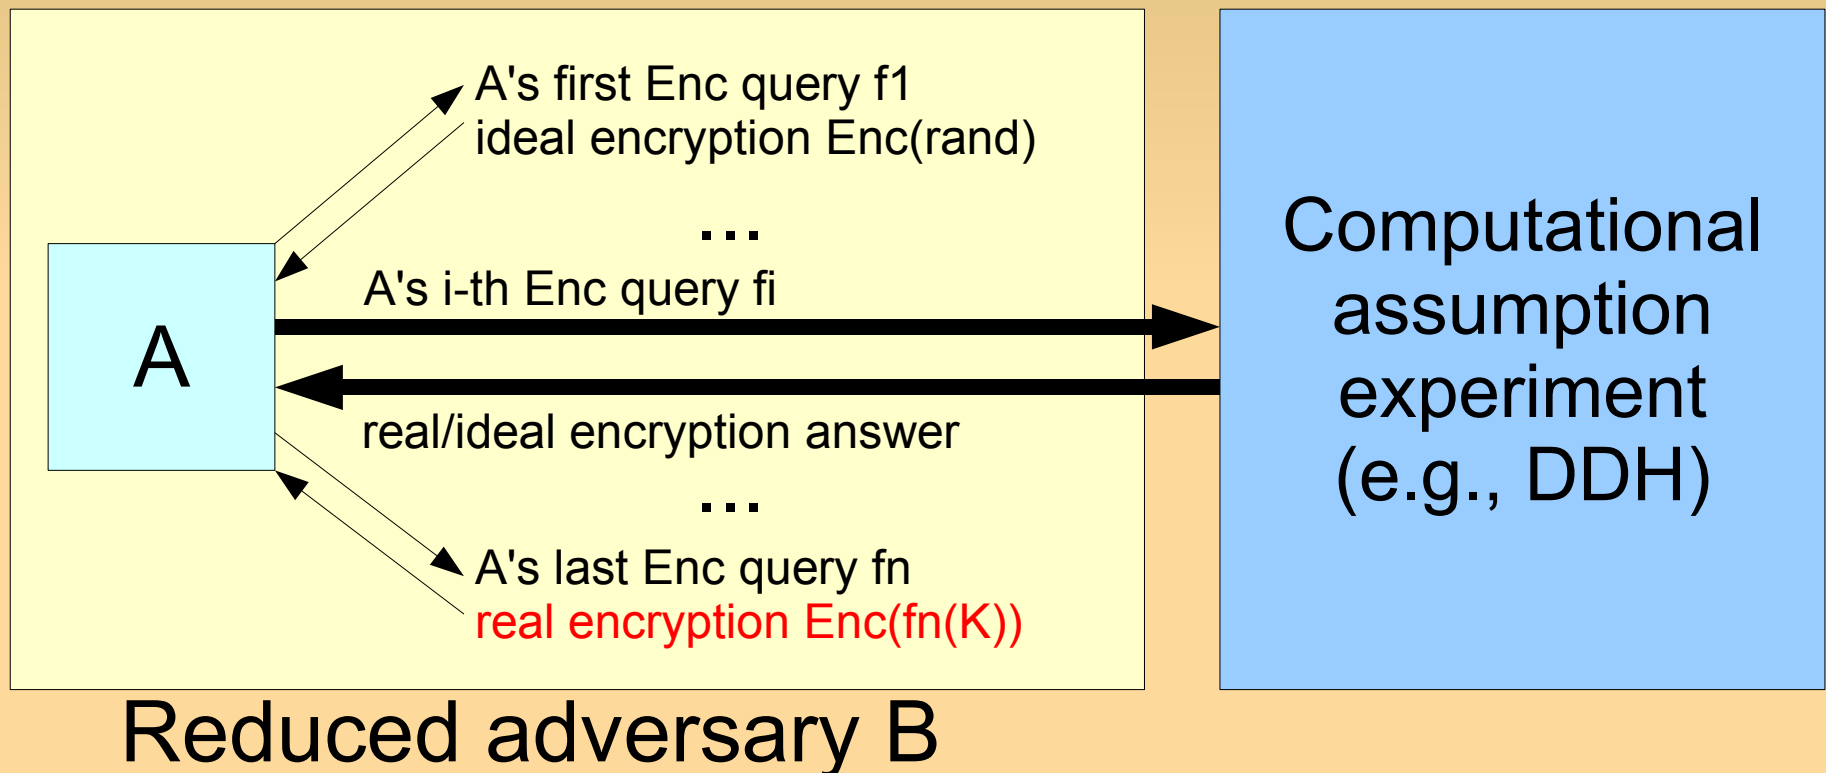 A's first Enc query f1
ideal encryption Enc(rand)
...
A's i-th Enc query fi
A
real/ideal encryption answer
...
A's last Enc query fn
real encryption Enc(fn(K))
Computational
assumption
experiment
(e.g., DDH)
Reduced adversary B